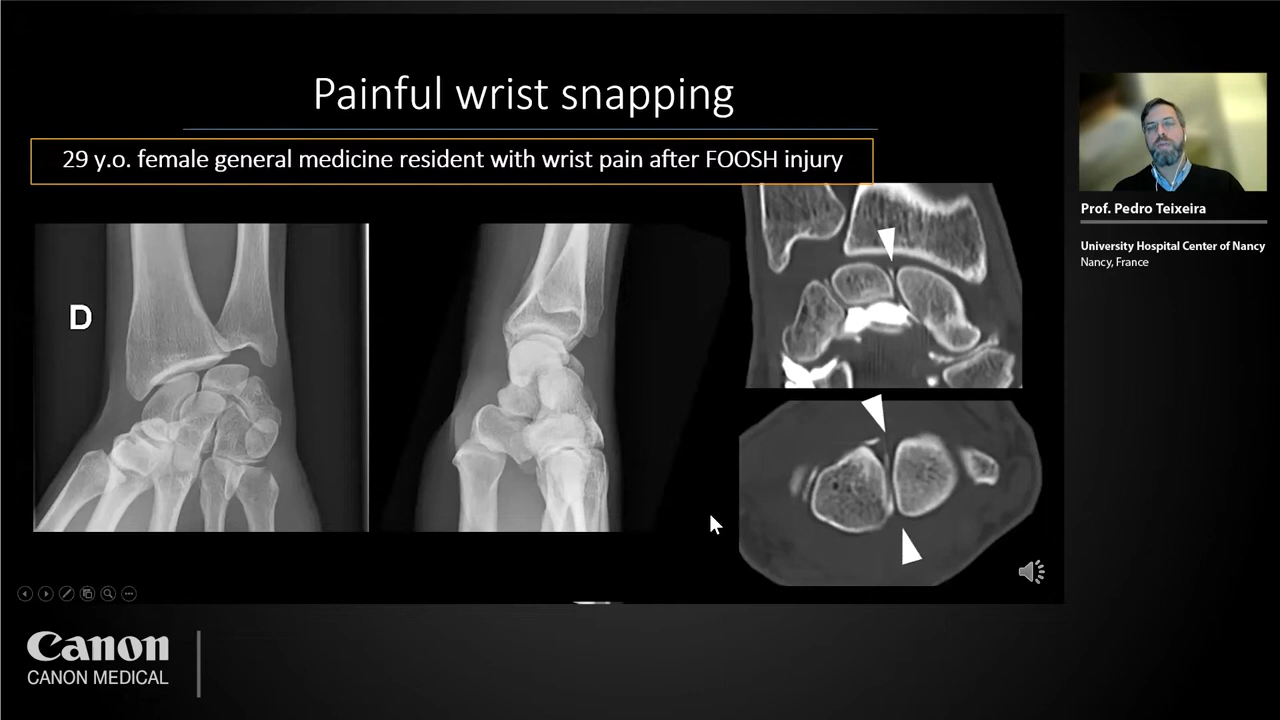 Painful wrist snapping
29 y.o. female general medicine resident with wrist pain after FOOSH injury
D
Prof. Pedro Teixeira
University Hospital Center of Nancy
Nancy, France
Canon
CANON MEDICAL